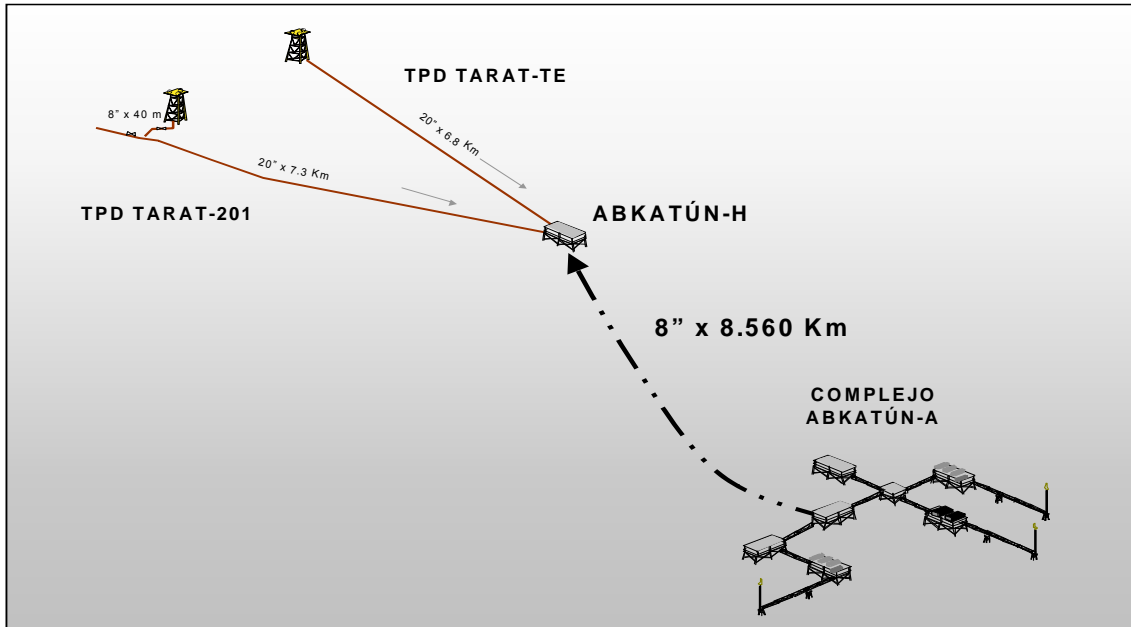 TPD TARAT-TE
8” x 40 m
20” x 6.8 Km
20” x 7.3 Km
TPD TARAT-201
ABKATÚN-H
8” x 8.560 Km
COMPLEJO
ABKATÚN-A